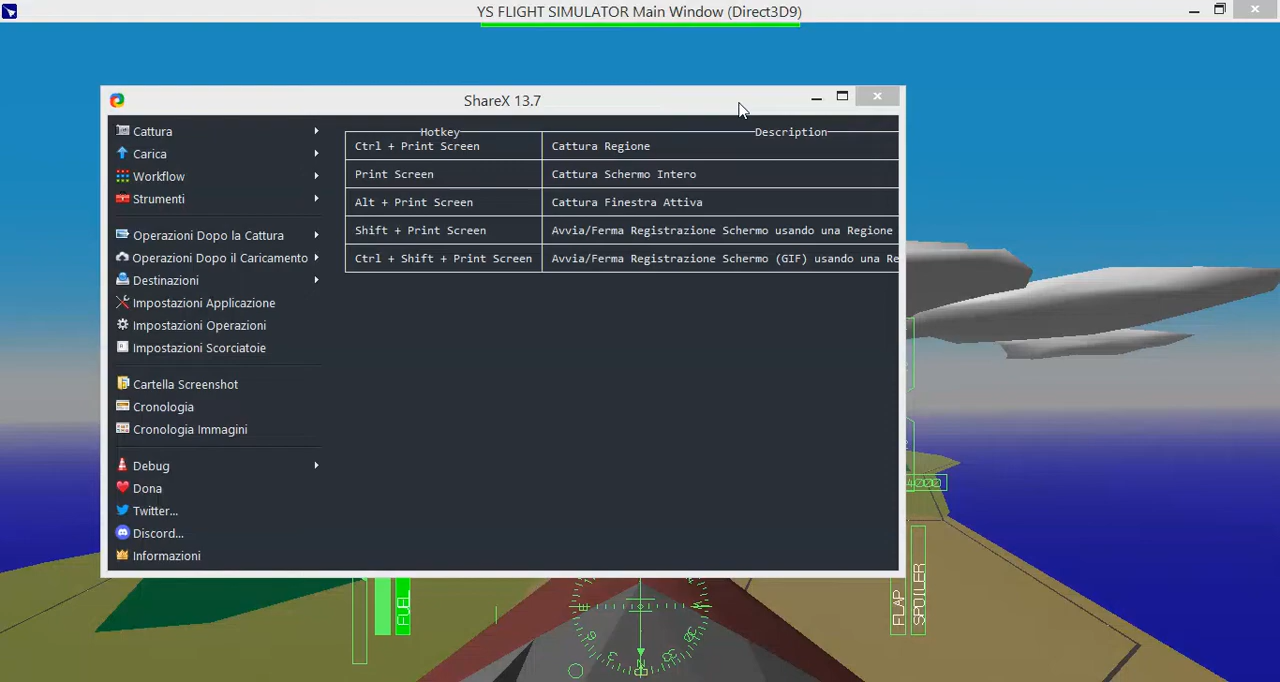 YS FLIGHT SIMULATOR Main Window (Direct3D9)
ShareX 13.7
Cattura
Carica
Workflow
Strumenti
Operazioni Dopo la Cattura
Operazioni Dopo il Caricamento
Destinazioni
Impostazioni Applicazione
Impostazioni Operazioni
Impostazioni Scorciatoie
Cartella Screenshot
Cronologia
Cronologia Immagini
Debug
Dona
Twitter...
Discord...
Informazioni
Hotkey Description
Ctrl + Print Screen Cattura Regione
Print Screen Cattura Schermo Intero
Alt + Print Screen Cattura Finestra Attiva
Shift + Print Screen Avvia/Ferma Registrazione Schermo usando una Regione
Ctrl + Shift + Print Screen Avvia/Ferma Registrazione Schermo (GIF) usando una Re
FUEL
E
W
6
3
N
FLAP
SPOILER